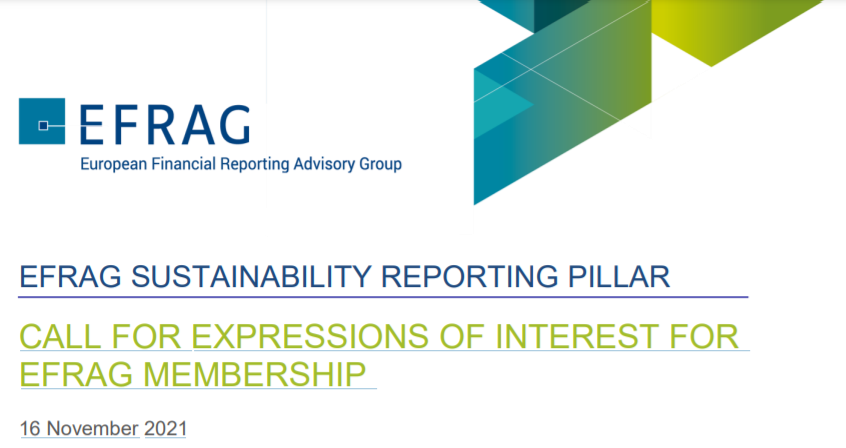 EFRAG
European Financial Reporting Advisory Group
EFRAG SUSTAINABILITY REPORTING PILLAR
CALL FOR EXPRESSIONS OF INTEREST FOR
EFRAG MEMBERSHIP
16 November 2021